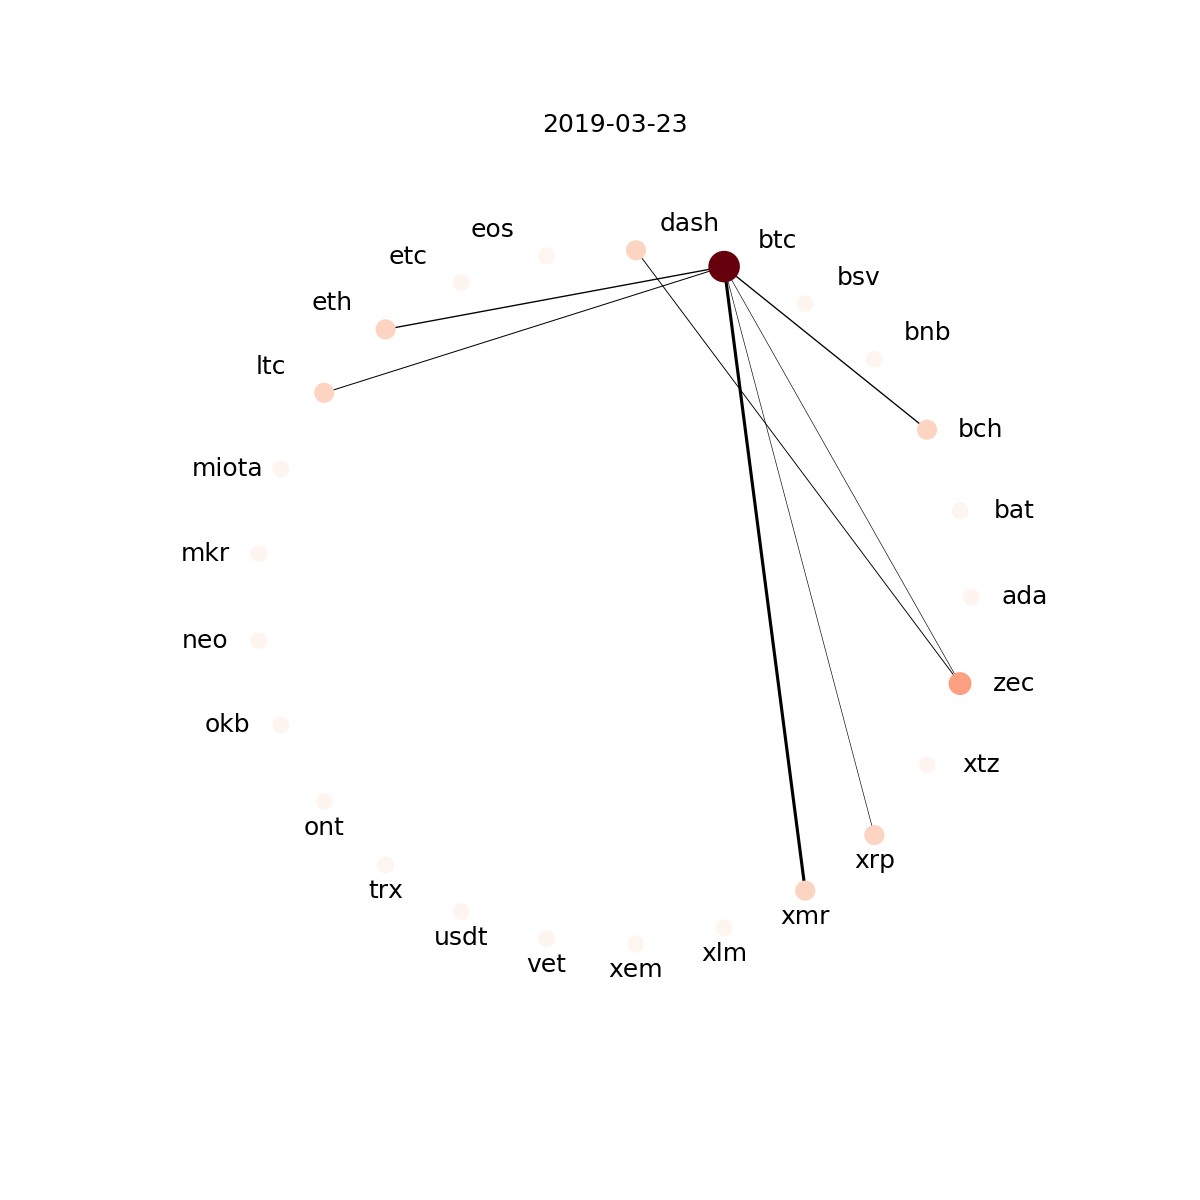 2019-03-23
dash
eos
btc
etc
bsv
eth
bnb
ltc
bch
miota
bat
mkr
ada
neo
zec
okb
xtz
ont
xrp
trx
xmr
usdt
xlm
vet
xem